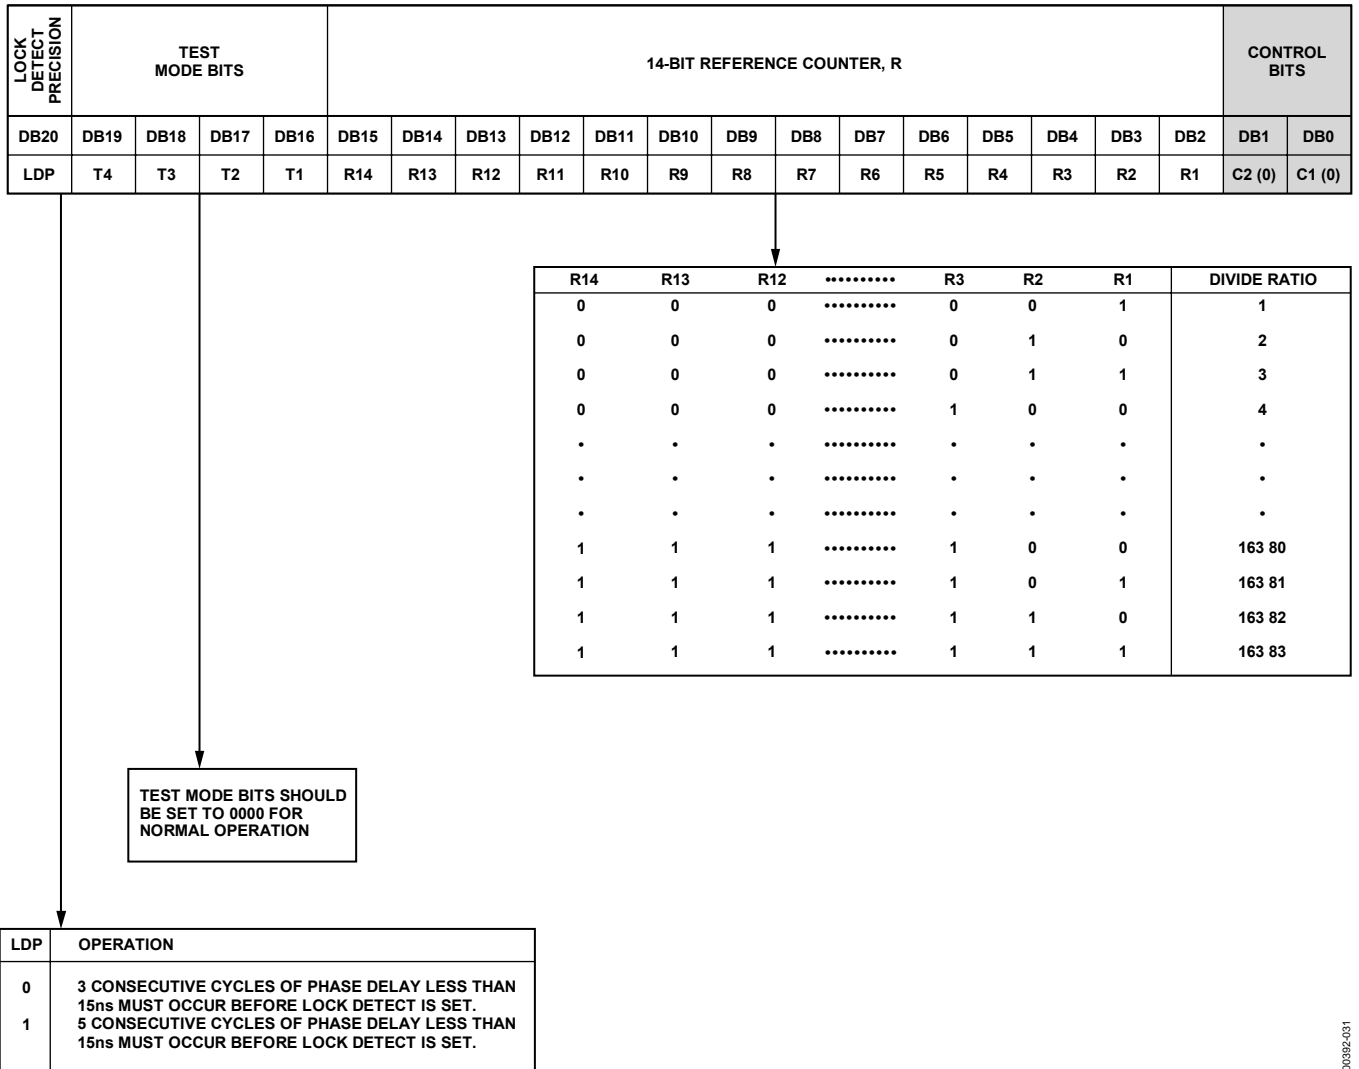 LOCK
DETECT
PRECISION
TEST
MODE BITS
14-BIT REFERENCE COUNTER, R
CONTROL
BITS
DB20 DB19 DB18 DB17 DB16 DB15 DB14 DB13 DB12 DB11 DB10 DB9 DB8 DB7 DB6 DB5 DB4 DB3 DB2 DB1 DB0
LDP T4 T3 T2 T1 R14 R13 R12 R11 R10 R9 R8 R7 R6 R5 R4 R3 R2 R1 C2 (0) C1 (0)
R14 R13 R12 •••••••••• R3 R2 R1 DIVIDE RATIO
0 0 0 •••••••••• 0 0 1 1
0 0 0 •••••••••• 0 1 0 2
0 0 0 •••••••••• 0 1 1 3
0 0 0 •••••••••• 1 0 0 4
• • • •••••••••• • • • •
• • • •••••••••• • • • •
• • • •••••••••• • • • •
1 1 1 •••••••••• 1 0 0 163 80
1 1 1 •••••••••• 1 0 1 163 81
1 1 1 •••••••••• 1 1 0 163 82
1 1 1 •••••••••• 1 1 1 163 83
TEST MODE BITS SHOULD
BE SET TO 0000 FOR
NORMAL OPERATION
LDP OPERATION
0 3 CONSECUTIVE CYCLES OF PHASE DELAY LESS THAN
15ns MUST OCCUR BEFORE LOCK DETECT IS SET.
1 5 CONSECUTIVE CYCLES OF PHASE DELAY LESS THAN
15ns MUST OCCUR BEFORE LOCK DETECT IS SET.
00392-031